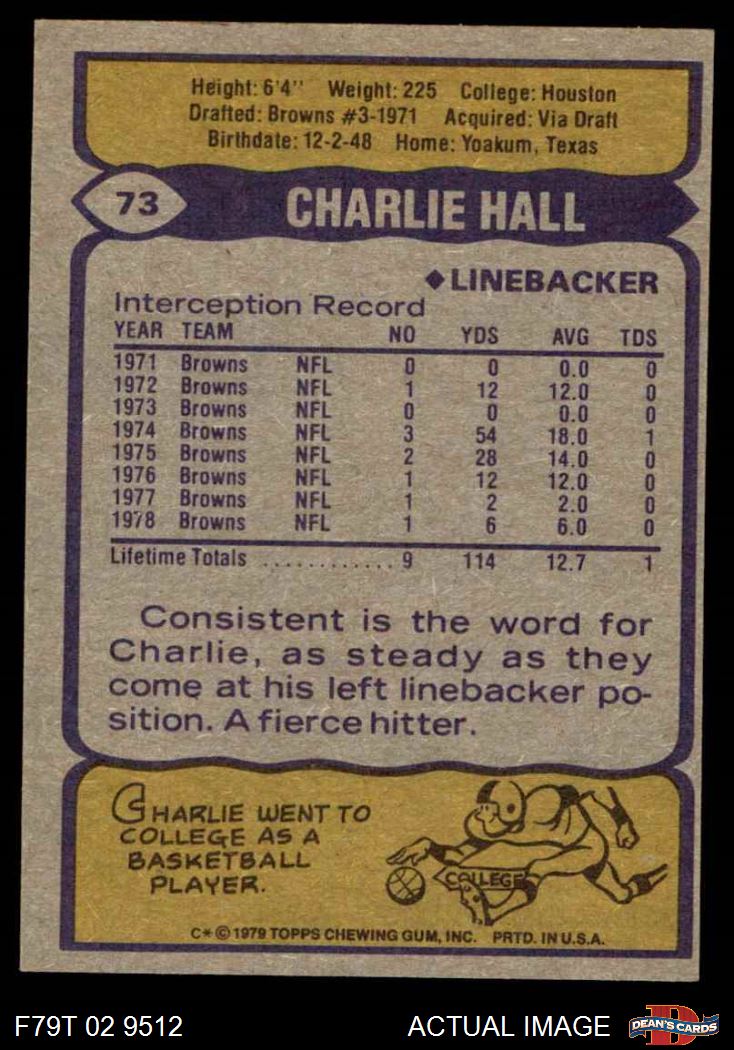 Height: 6'4" Weight: 225 College: Houston
Drafted: Browns #3-1971 Acquired: Via Draft
Birthdate: 12-2-48 Home: Yoakum, Texas
73 CHARLIE HALL
◆LINEBACKER
Interception Record
YEAR TEAM NO YDS AVG TDS
1971 Browns NFL 0 0 0.0 0
1972 Browns NFL 1 12 12.0 0
1973 Browns NFL 0 0 0.0 0
1974 Browns NFL 3 54 18.0 1
1975 Browns NFL 2 28 14.0 0
1976 Browns NFL 1 12 12.0 0
1977 Browns NFL 1 2 2.0 0
1978 Browns NFL 1 6 6.0 0
Lifetime Totals ............ 9 114 12.7 1
Consistent is the word for
Charlie, as steady as they
come at his left linebacker po-
sition. A fierce hitter.
CHARLIE WENT TO
COLLEGE AS A
BASKETBALL
PLAYER.
COLLEGE
C* © 1979 TOPPS CHEWING GUM, INC. PRTD. IN U.S.A.
F79T 02 9512 ACTUAL IMAGE D DEAN'S CARDS